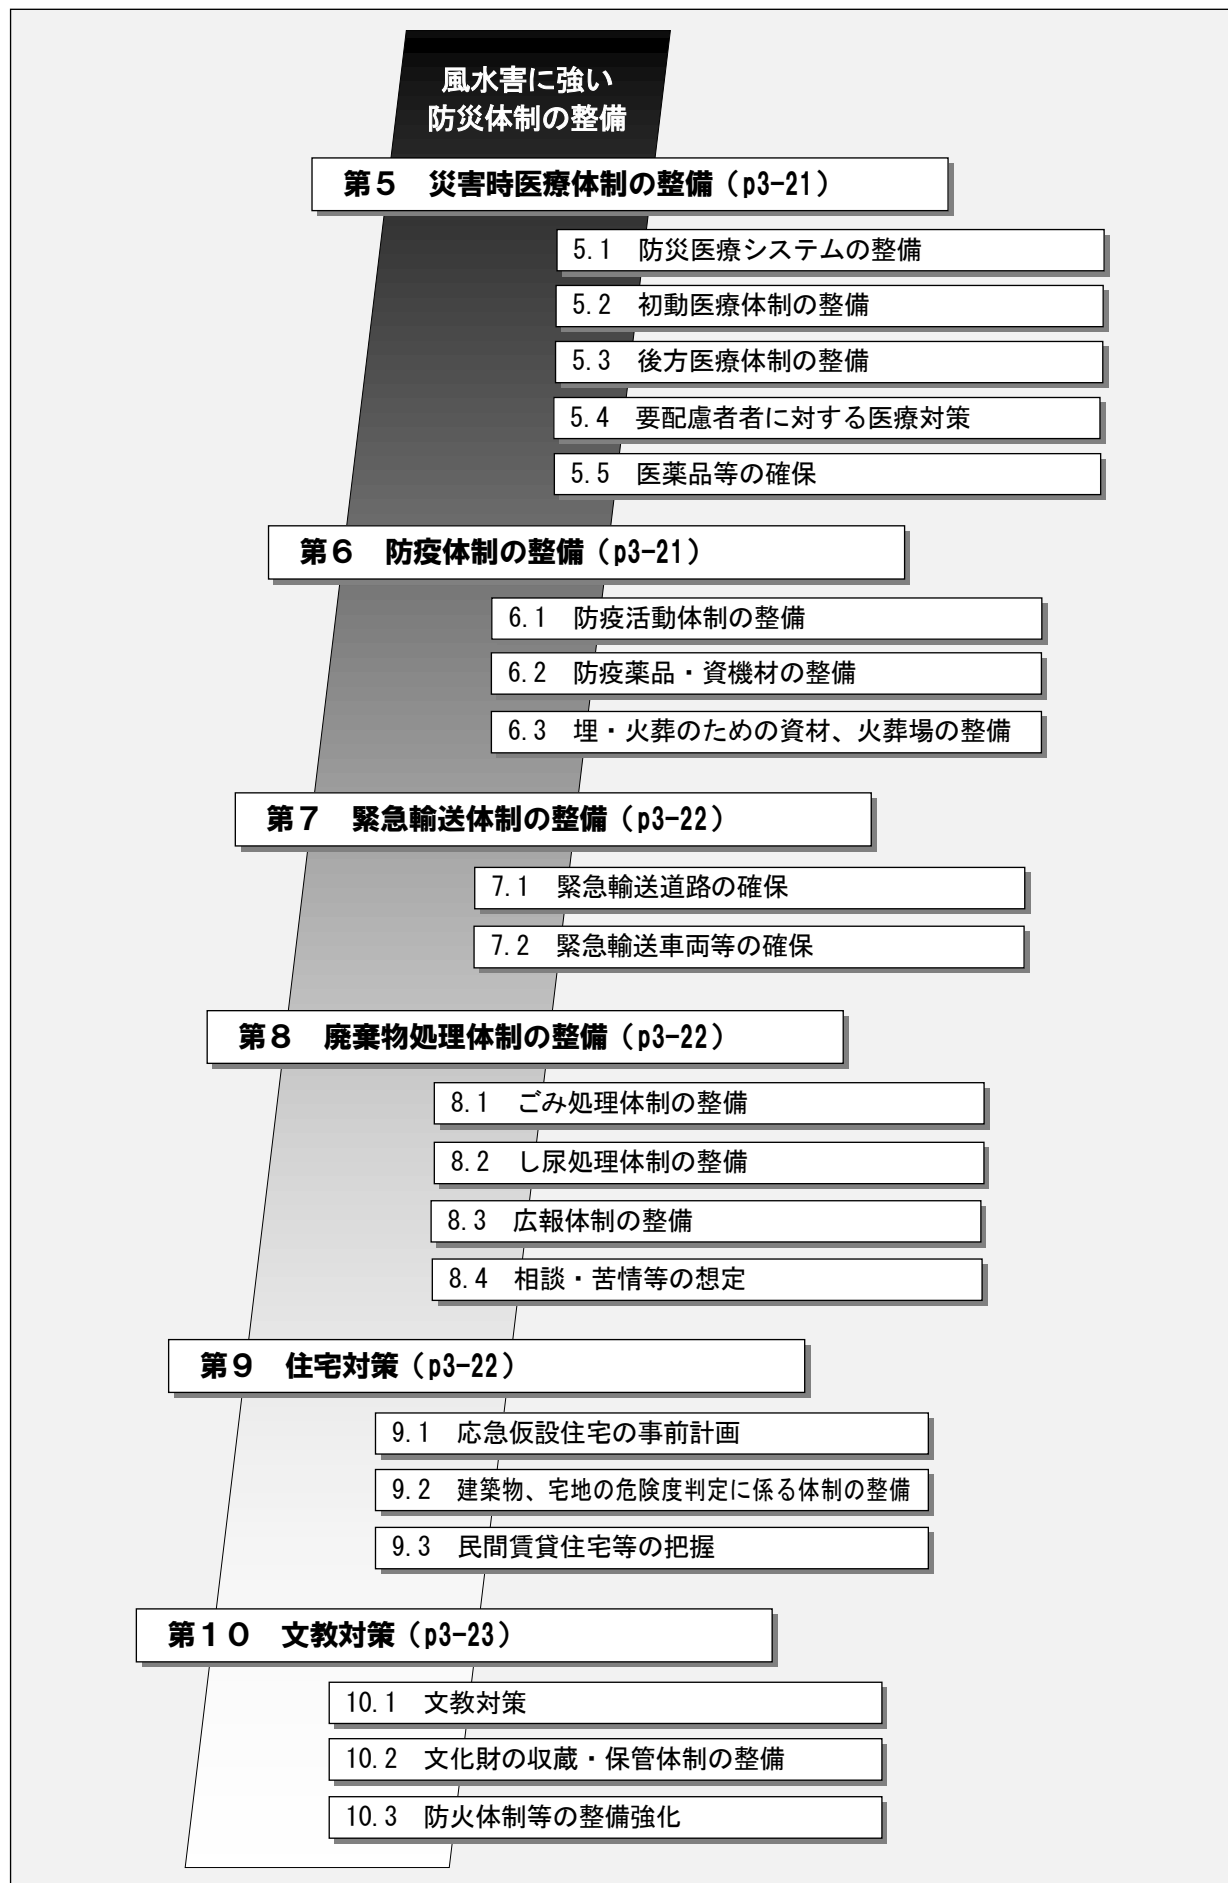 風水害に強い
防災体制の整備
第5 災害時医療体制の整備（p3-21）
5.1 防災医療システムの整備
5.2 初動医療体制の整備
5.3 後方医療体制の整備
5.4 要配慮者者に対する医療対策
5.5 医薬品等の確保
第6 防疫体制の整備（p3-21）
6.1 防疫活動体制の整備
6.2 防疫薬品・資機材の整備
6.3 埋・火葬のための資材、火葬場の整備
第7 緊急輸送体制の整備（p3-22）
7.1 緊急輸送道路の確保
7.2 緊急輸送車両等の確保
第8 廃棄物処理体制の整備（p3-22）
8.1 ごみ処理体制の整備
8.2 し尿処理体制の整備
8.3 広報体制の整備
8.4 相談・苦情等の想定
第9 住宅対策（p3-22）
9.1 応急仮設住宅の事前計画
9.2 建築物、宅地の危険度判定に係る体制の整備
9.3 民間賃貸住宅等の把握
第10 文教対策（p3-23）
10.1 文教対策
10.2 文化財の収蔵・保管体制の整備
10.3 防火体制等の整備強化